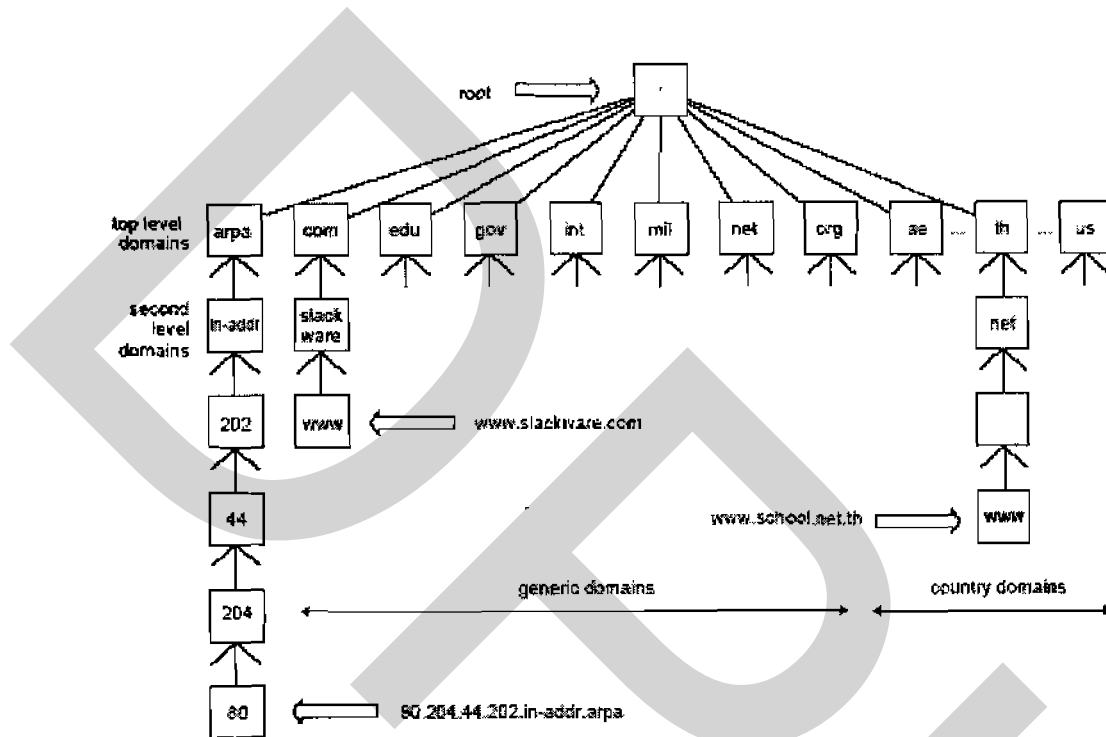 root
.
top level
domains
arpa
com
edu
gov
int
mil
net
org
ae
....
th
....
us
second
level
domains
in-addr
slack
ware
net
202
www
www.slackware.com
44
www.school.net.th
www
generic domains
country domains
204
80
80.204.44.202.in-addr.arpa